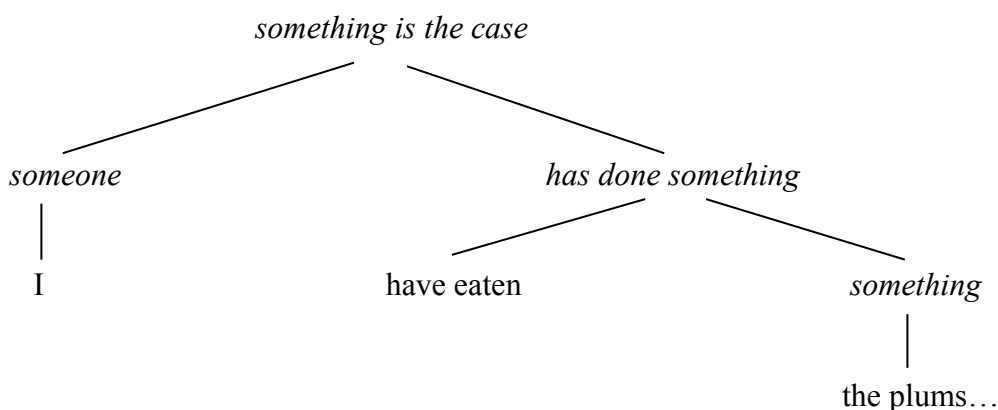 something is the case
someone
has done something
I
have eaten
something
the plums…